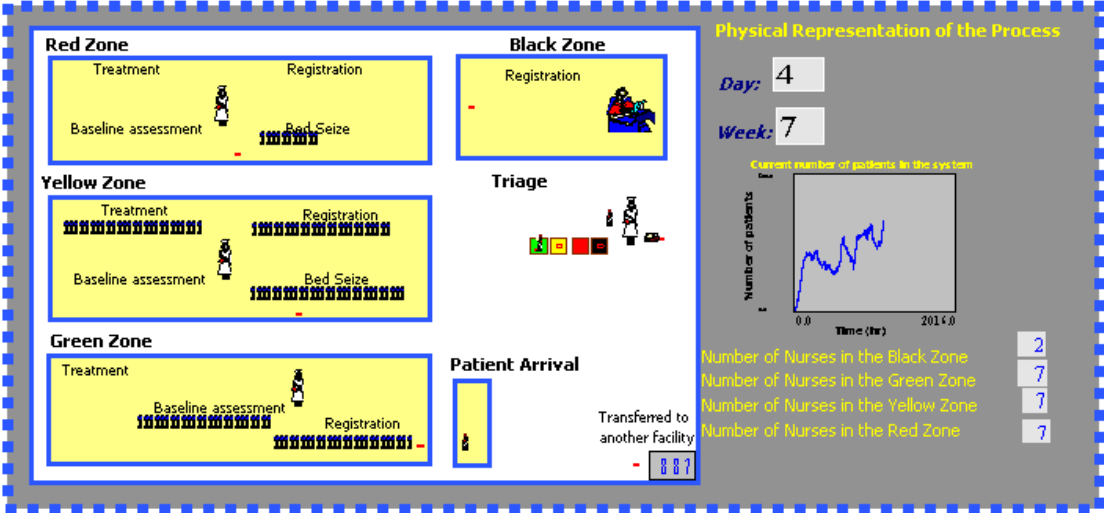 Physical Representation of the Process
Red Zone
Treatment
Registration
Baseline assessment
Bed Seize
Black Zone
Registration
Day: 4
Week: 7
Yellow Zone
Treatment
Registration
Baseline assessment
Bed Seize
Triage
Current number of patients in the system
Number of patients
0.0
2016.0
Time (hr)
Green Zone
Treatment
Baseline assessment
Registration
Patient Arrival
Transferred to
another facility
887
Number of Nurses in the Black Zone 2
Number of Nurses in the Green Zone 7
Number of Nurses in the Yellow Zone 7
Number of Nurses in the Red Zone 7